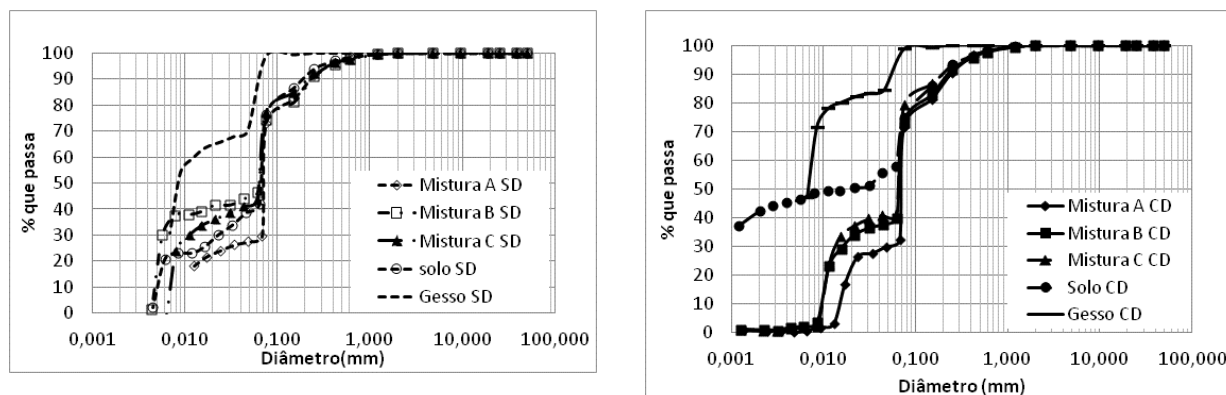 % que passa
100
90
80
70
60
50
40
30
20
10
0
0,001
0,010
0,100
1,000
10,000
100,000
Diâmetro(mm)
Mistura A SD
Mistura B SD
Mistura C SD
solo SD
Gesso SD
% que passa
100
90
80
70
60
50
40
30
20
10
0
0,001
0,010
0,100
1,000
10,000
100,000
Diâmetro (mm)
Mistura A CD
Mistura B CD
Mistura C CD
Solo CD
Gesso CD